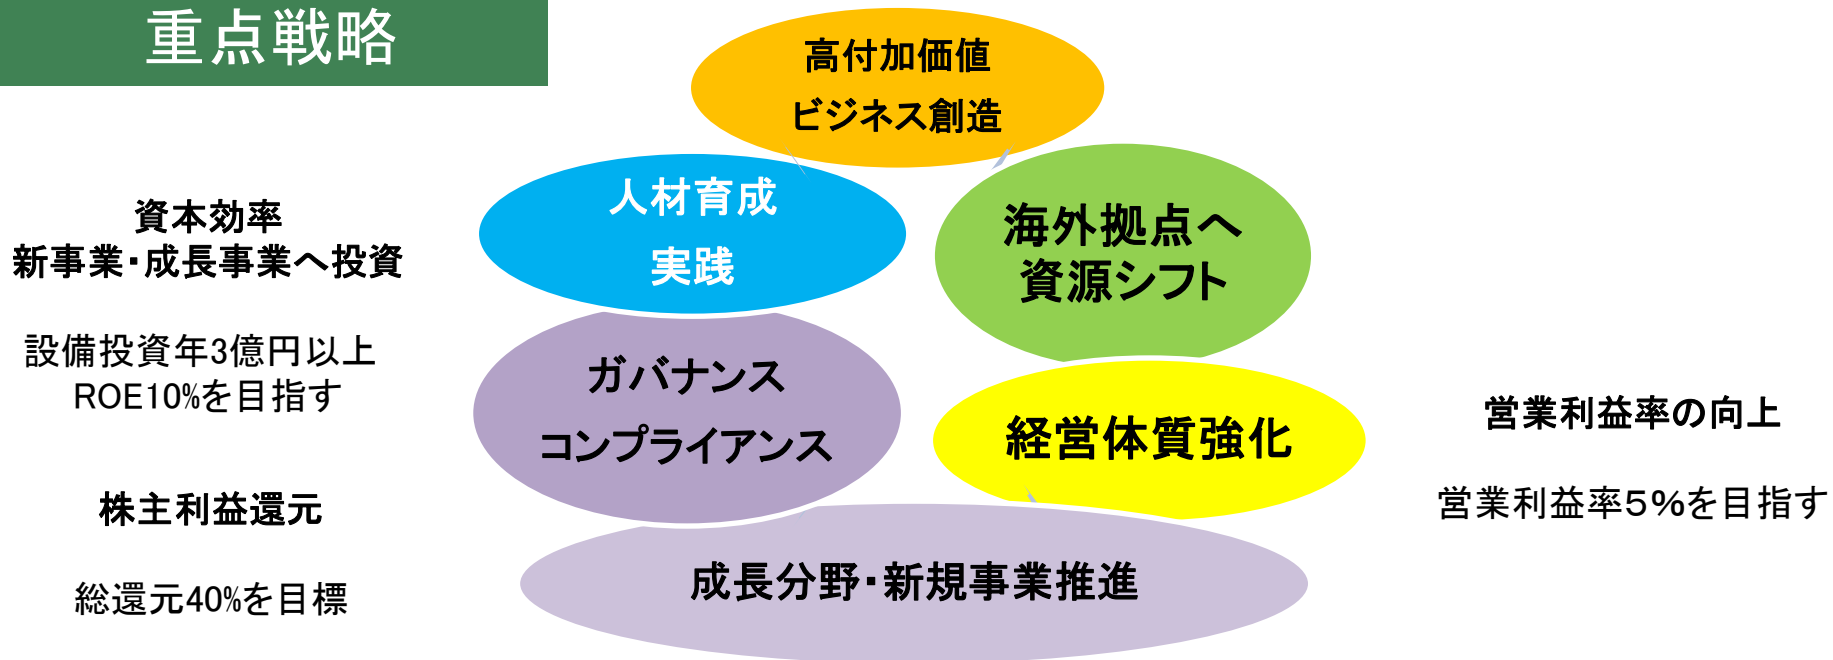 重点戦略
高付加価値
ビジネス創造
人材育成
実践
海外拠点へ
資源シフト
資本効率
新事業・成長事業へ投資
設備投資年3億円以上
ROE10%を目指す
ガバナンス
コンプライアンス
経営体質強化
営業利益率の向上
営業利益率５％を目指す
株主利益還元
総還元40%を目標
成長分野・新規事業推進